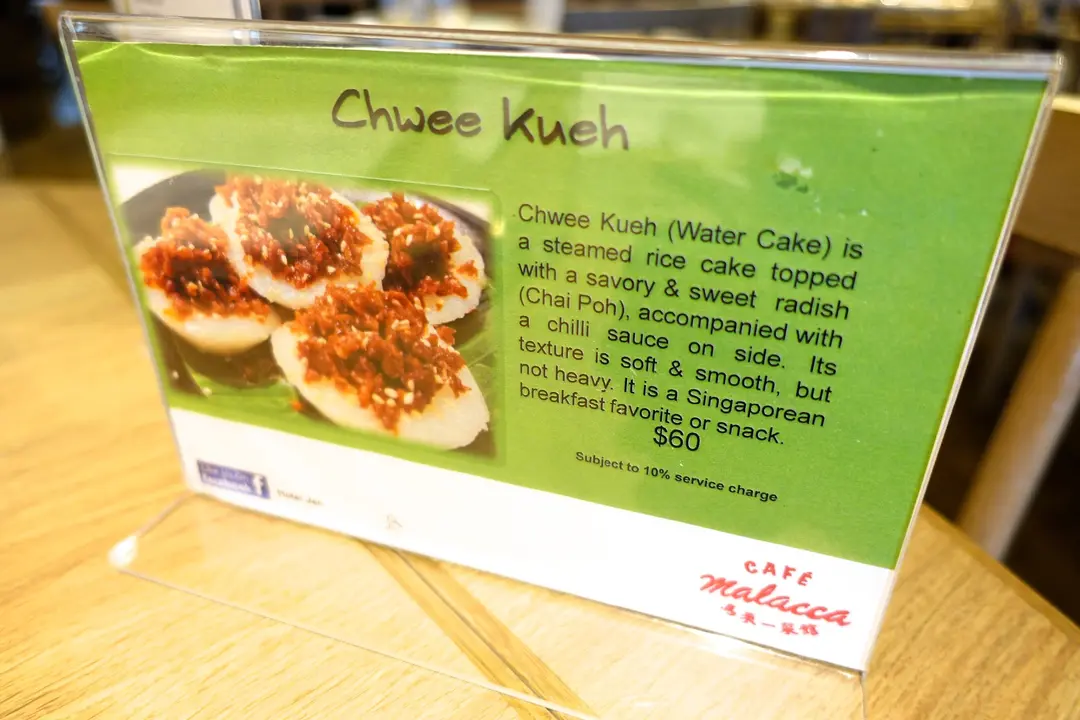 Chwee Kueh
Chwee Kueh (Water Cake) is
a steamed rice cake topped
with a savory & sweet radish
(Chai Poh), accompanied with
a chilli sauce on side. Its
texture is soft & smooth, but
not heavy. It is a Singaporean
breakfast favorite or snack.
$60
Subject to 10% service charge
f
Hotel Jen
CAFÉ
malacca